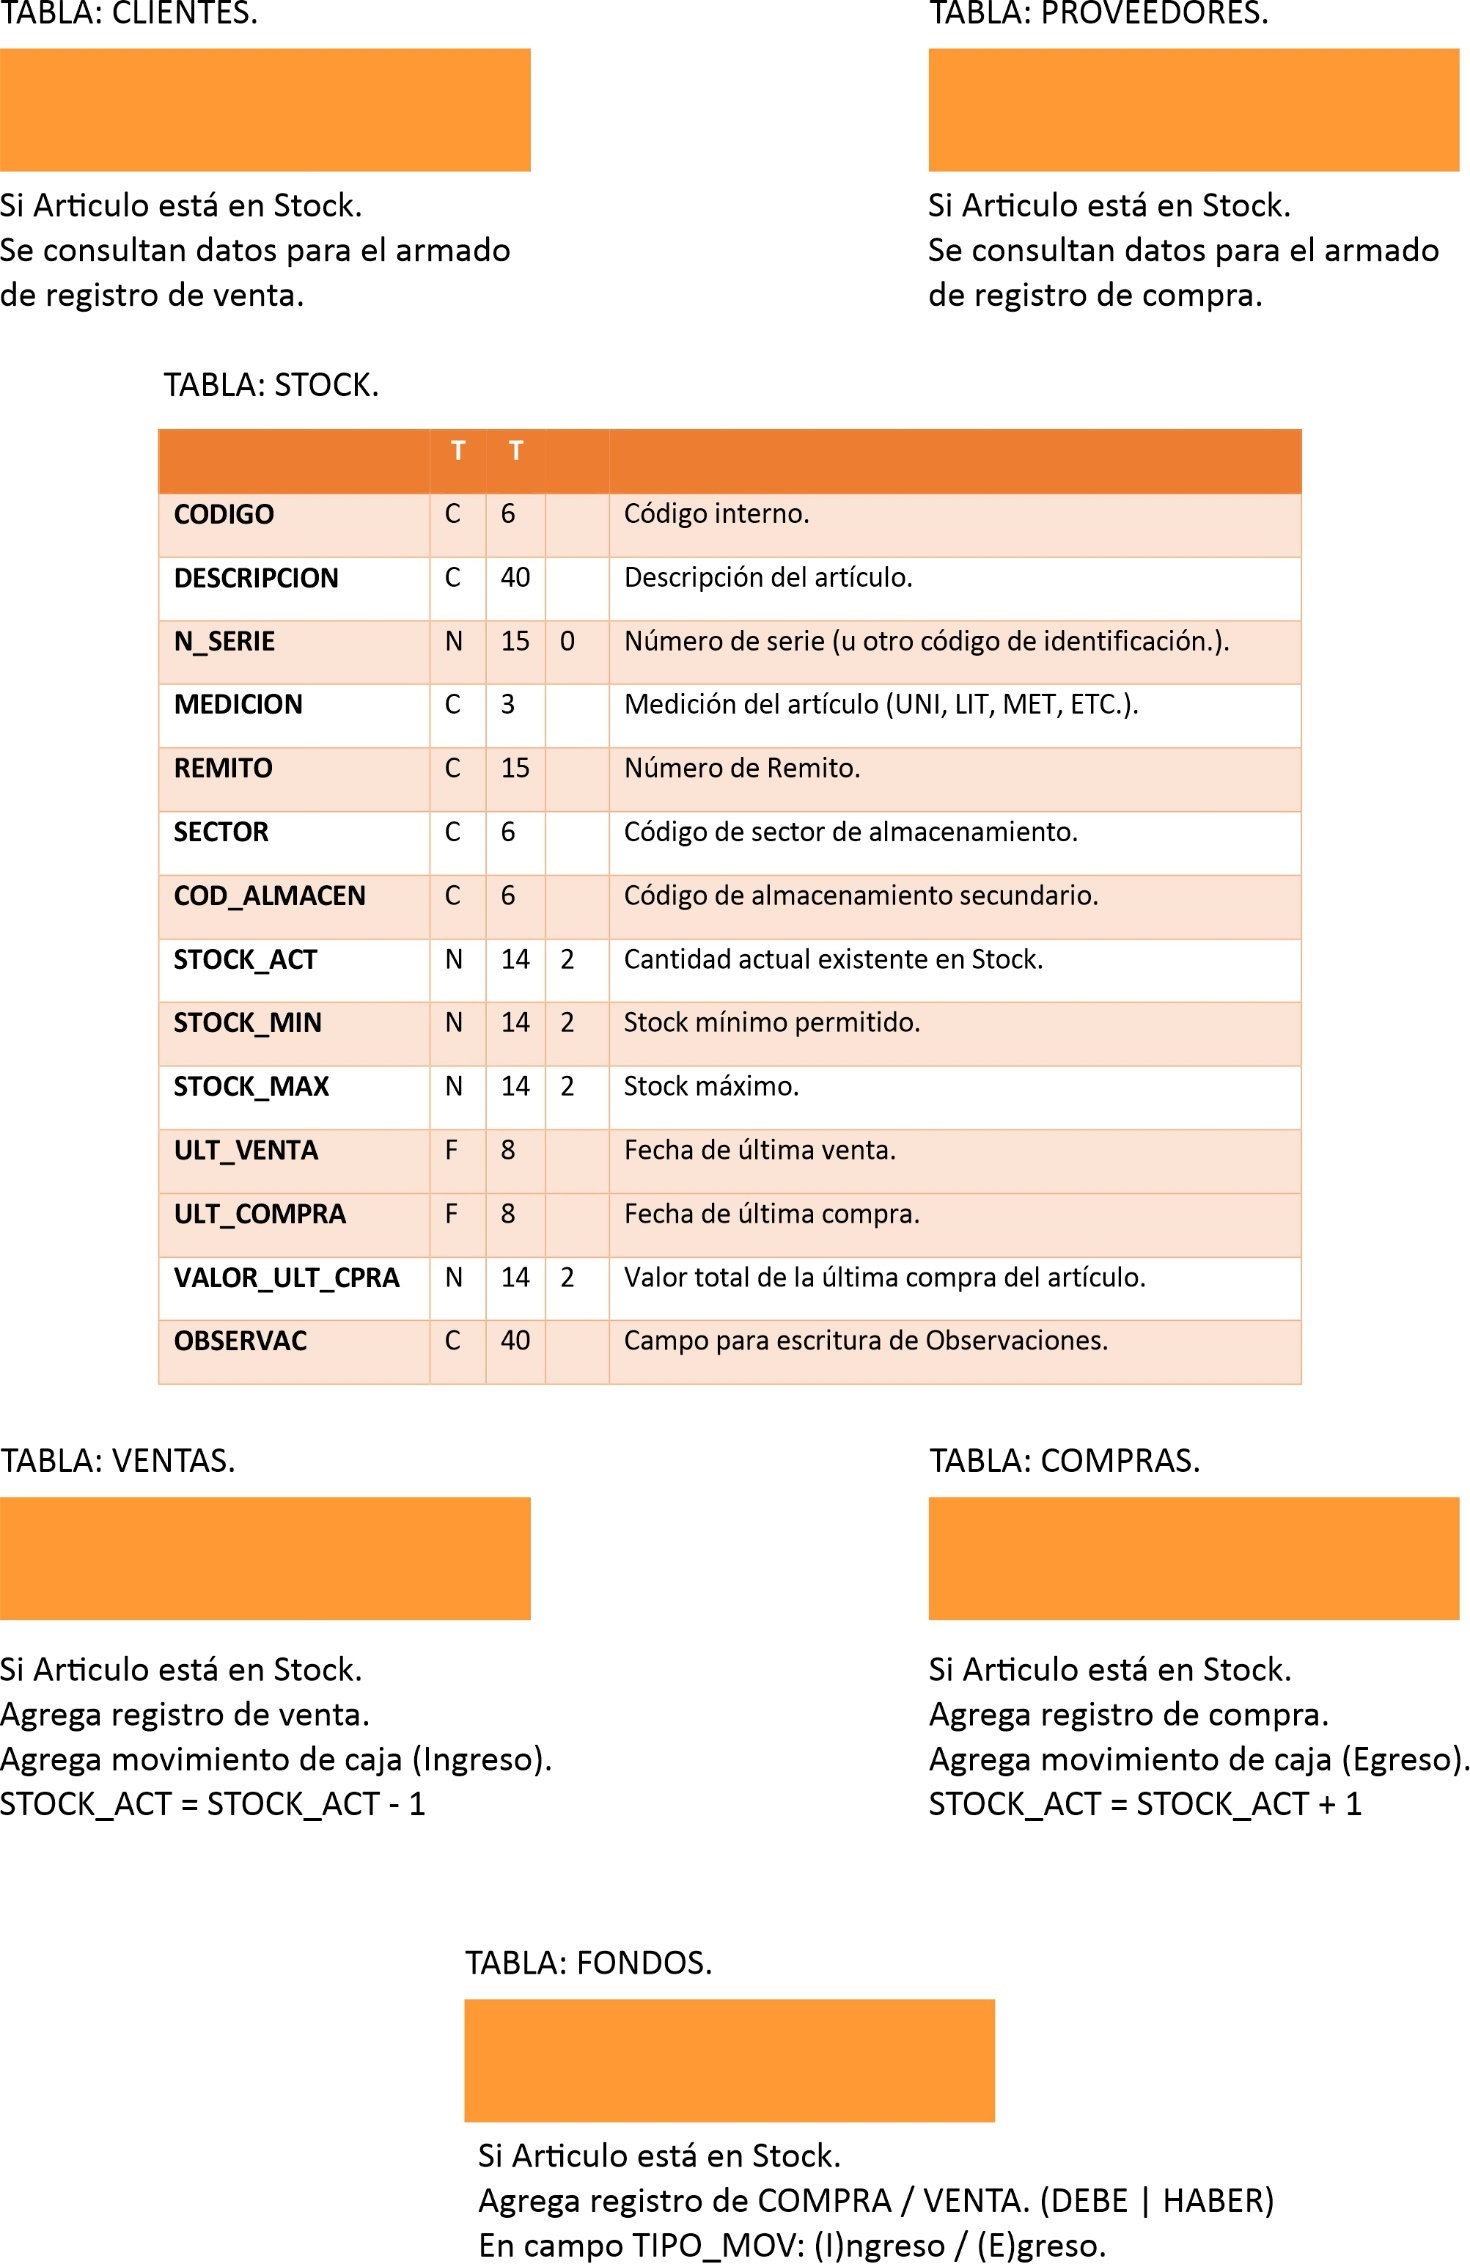 TABLA: CLIENTES.
TABLA: PROVEEDORES.
Si Articulo está en Stock.
Se consultan datos para el armado
de registro de venta.
Si Articulo está en Stock.
Se consultan datos para el armado
de registro de compra.
TABLA: STOCK.
T T
CODIGO C 6 Código interno.
DESCRIPCION C 40 Descripción del artículo.
N_SERIE N 15 0 Número de serie (u otro código de identificación.).
MEDICION C 3 Medición del artículo (UNI, LIT, MET, ETC.).
REMITO C 15 Número de Remito.
SECTOR C 6 Código de sector de almacenamiento.
COD_ALMACEN C 6 Código de almacenamiento secundario.
STOCK_ACT N 14 2 Cantidad actual existente en Stock.
STOCK_MIN N 14 2 Stock mínimo permitido.
STOCK_MAX N 14 2 Stock máximo.
ULT_VENTA F 8 Fecha de última venta.
ULT_COMPRA F 8 Fecha de última compra.
VALOR_ULT_CPRA N 14 2 Valor total de la última compra del artículo.
OBSERVAC C 40 Campo para escritura de Observaciones.
TABLA: VENTAS.
TABLA: COMPRAS.
Si Articulo está en Stock.
Agrega registro de venta.
Agrega movimiento de caja (Ingreso).
STOCK_ACT = STOCK_ACT - 1
Si Articulo está en Stock.
Agrega registro de compra.
Agrega movimiento de caja (Egreso).
STOCK_ACT = STOCK_ACT + 1
TABLA: FONDOS.
Si Articulo está en Stock.
Agrega registro de COMPRA / VENTA. (DEBE | HABER)
En campo TIPO_MOV: (I)ngreso / (E)greso.